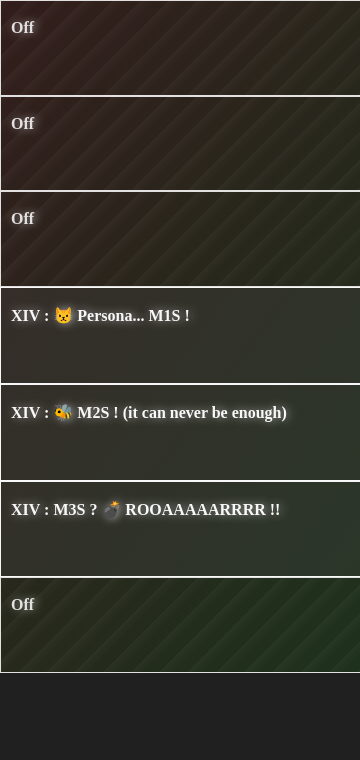 Off
Off
Off
XIV : 😾 Persona... M1S !
XIV : 🐝 M2S ! (it can never be enough)
XIV : M3S ? 💣 ROOAAAAARRRR !!
Off